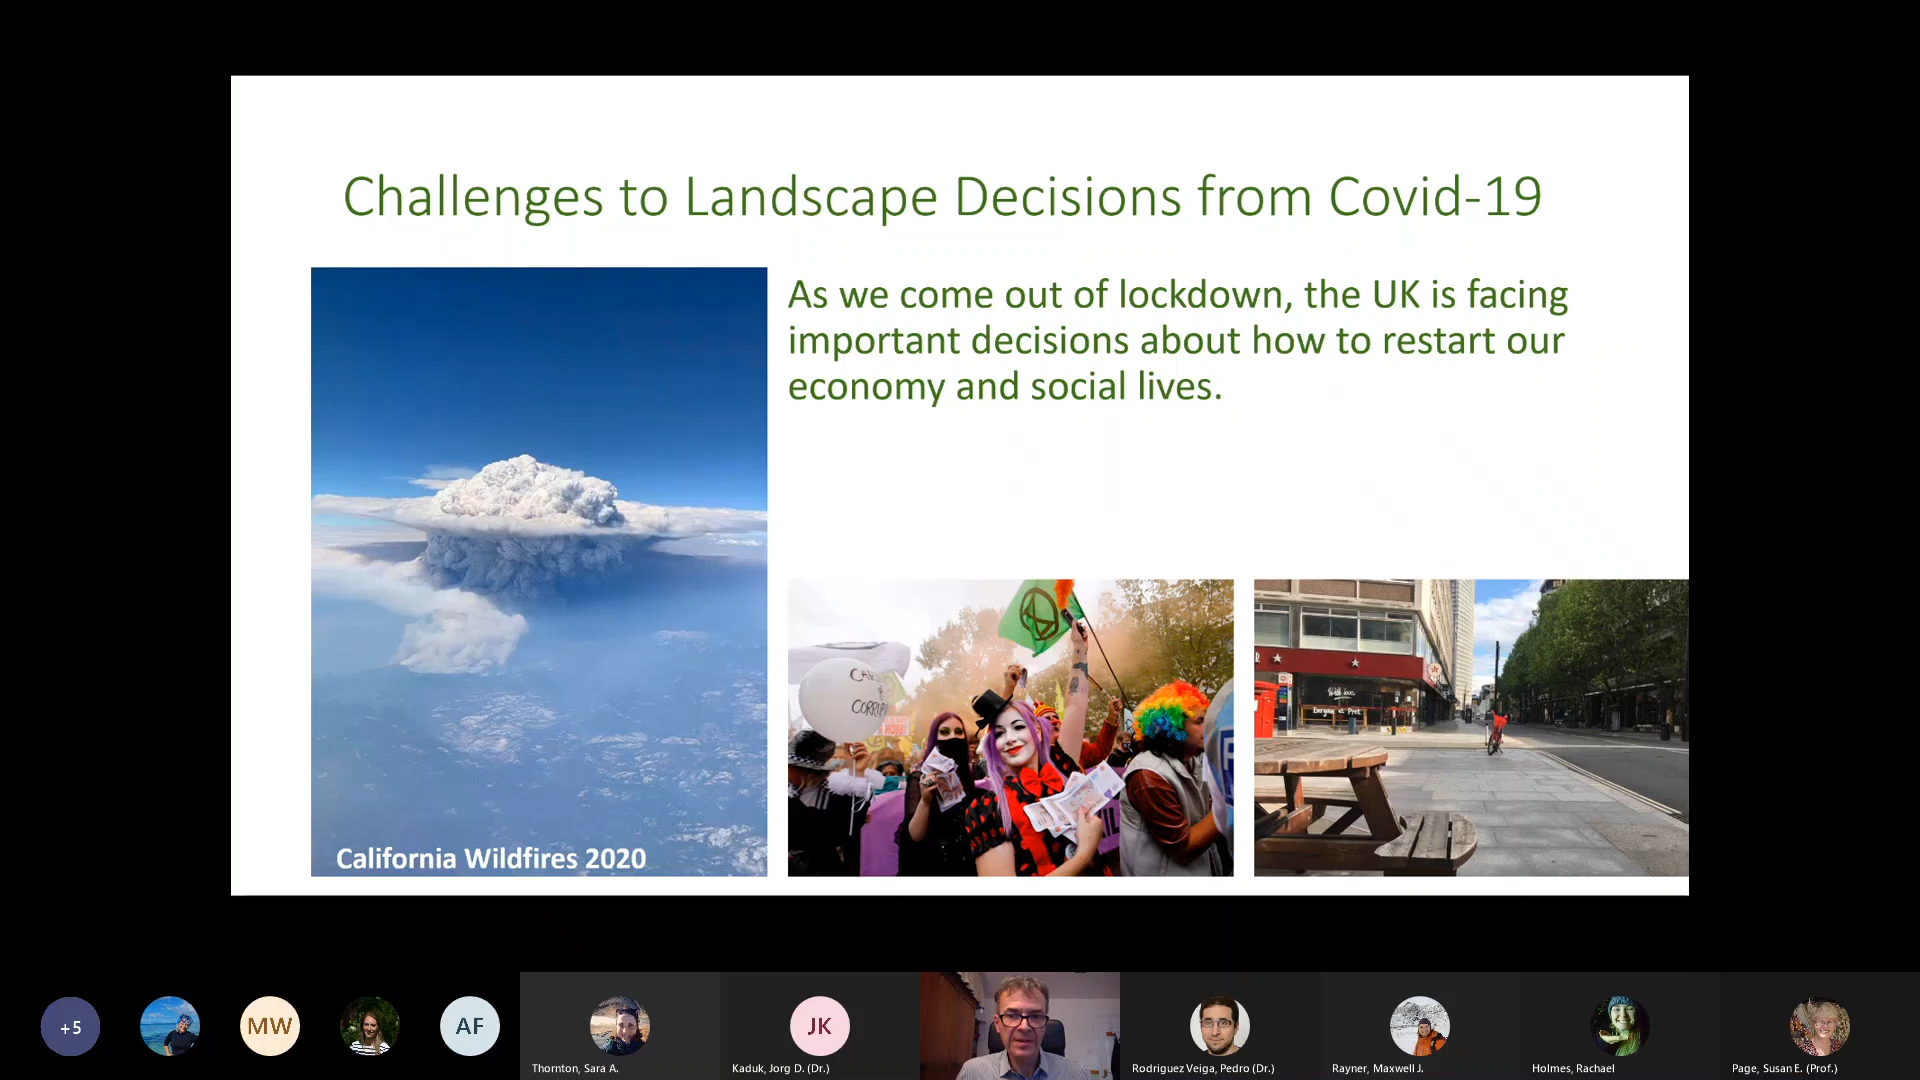 Challenges to Landscape Decisions from Covid-19
As we come out of lockdown, the UK is facing
important decisions about how to restart our
economy and social lives.
California Wildfires 2020
+5
MW
AF
JK
Thornton, Sara A.
Kaduk, Jorg D. (Dr.)
Rodriguez Veiga, Pedro (Dr.)
Rayner, Maxwell J.
Holmes, Rachael
Page, Susan E. (Prof.)